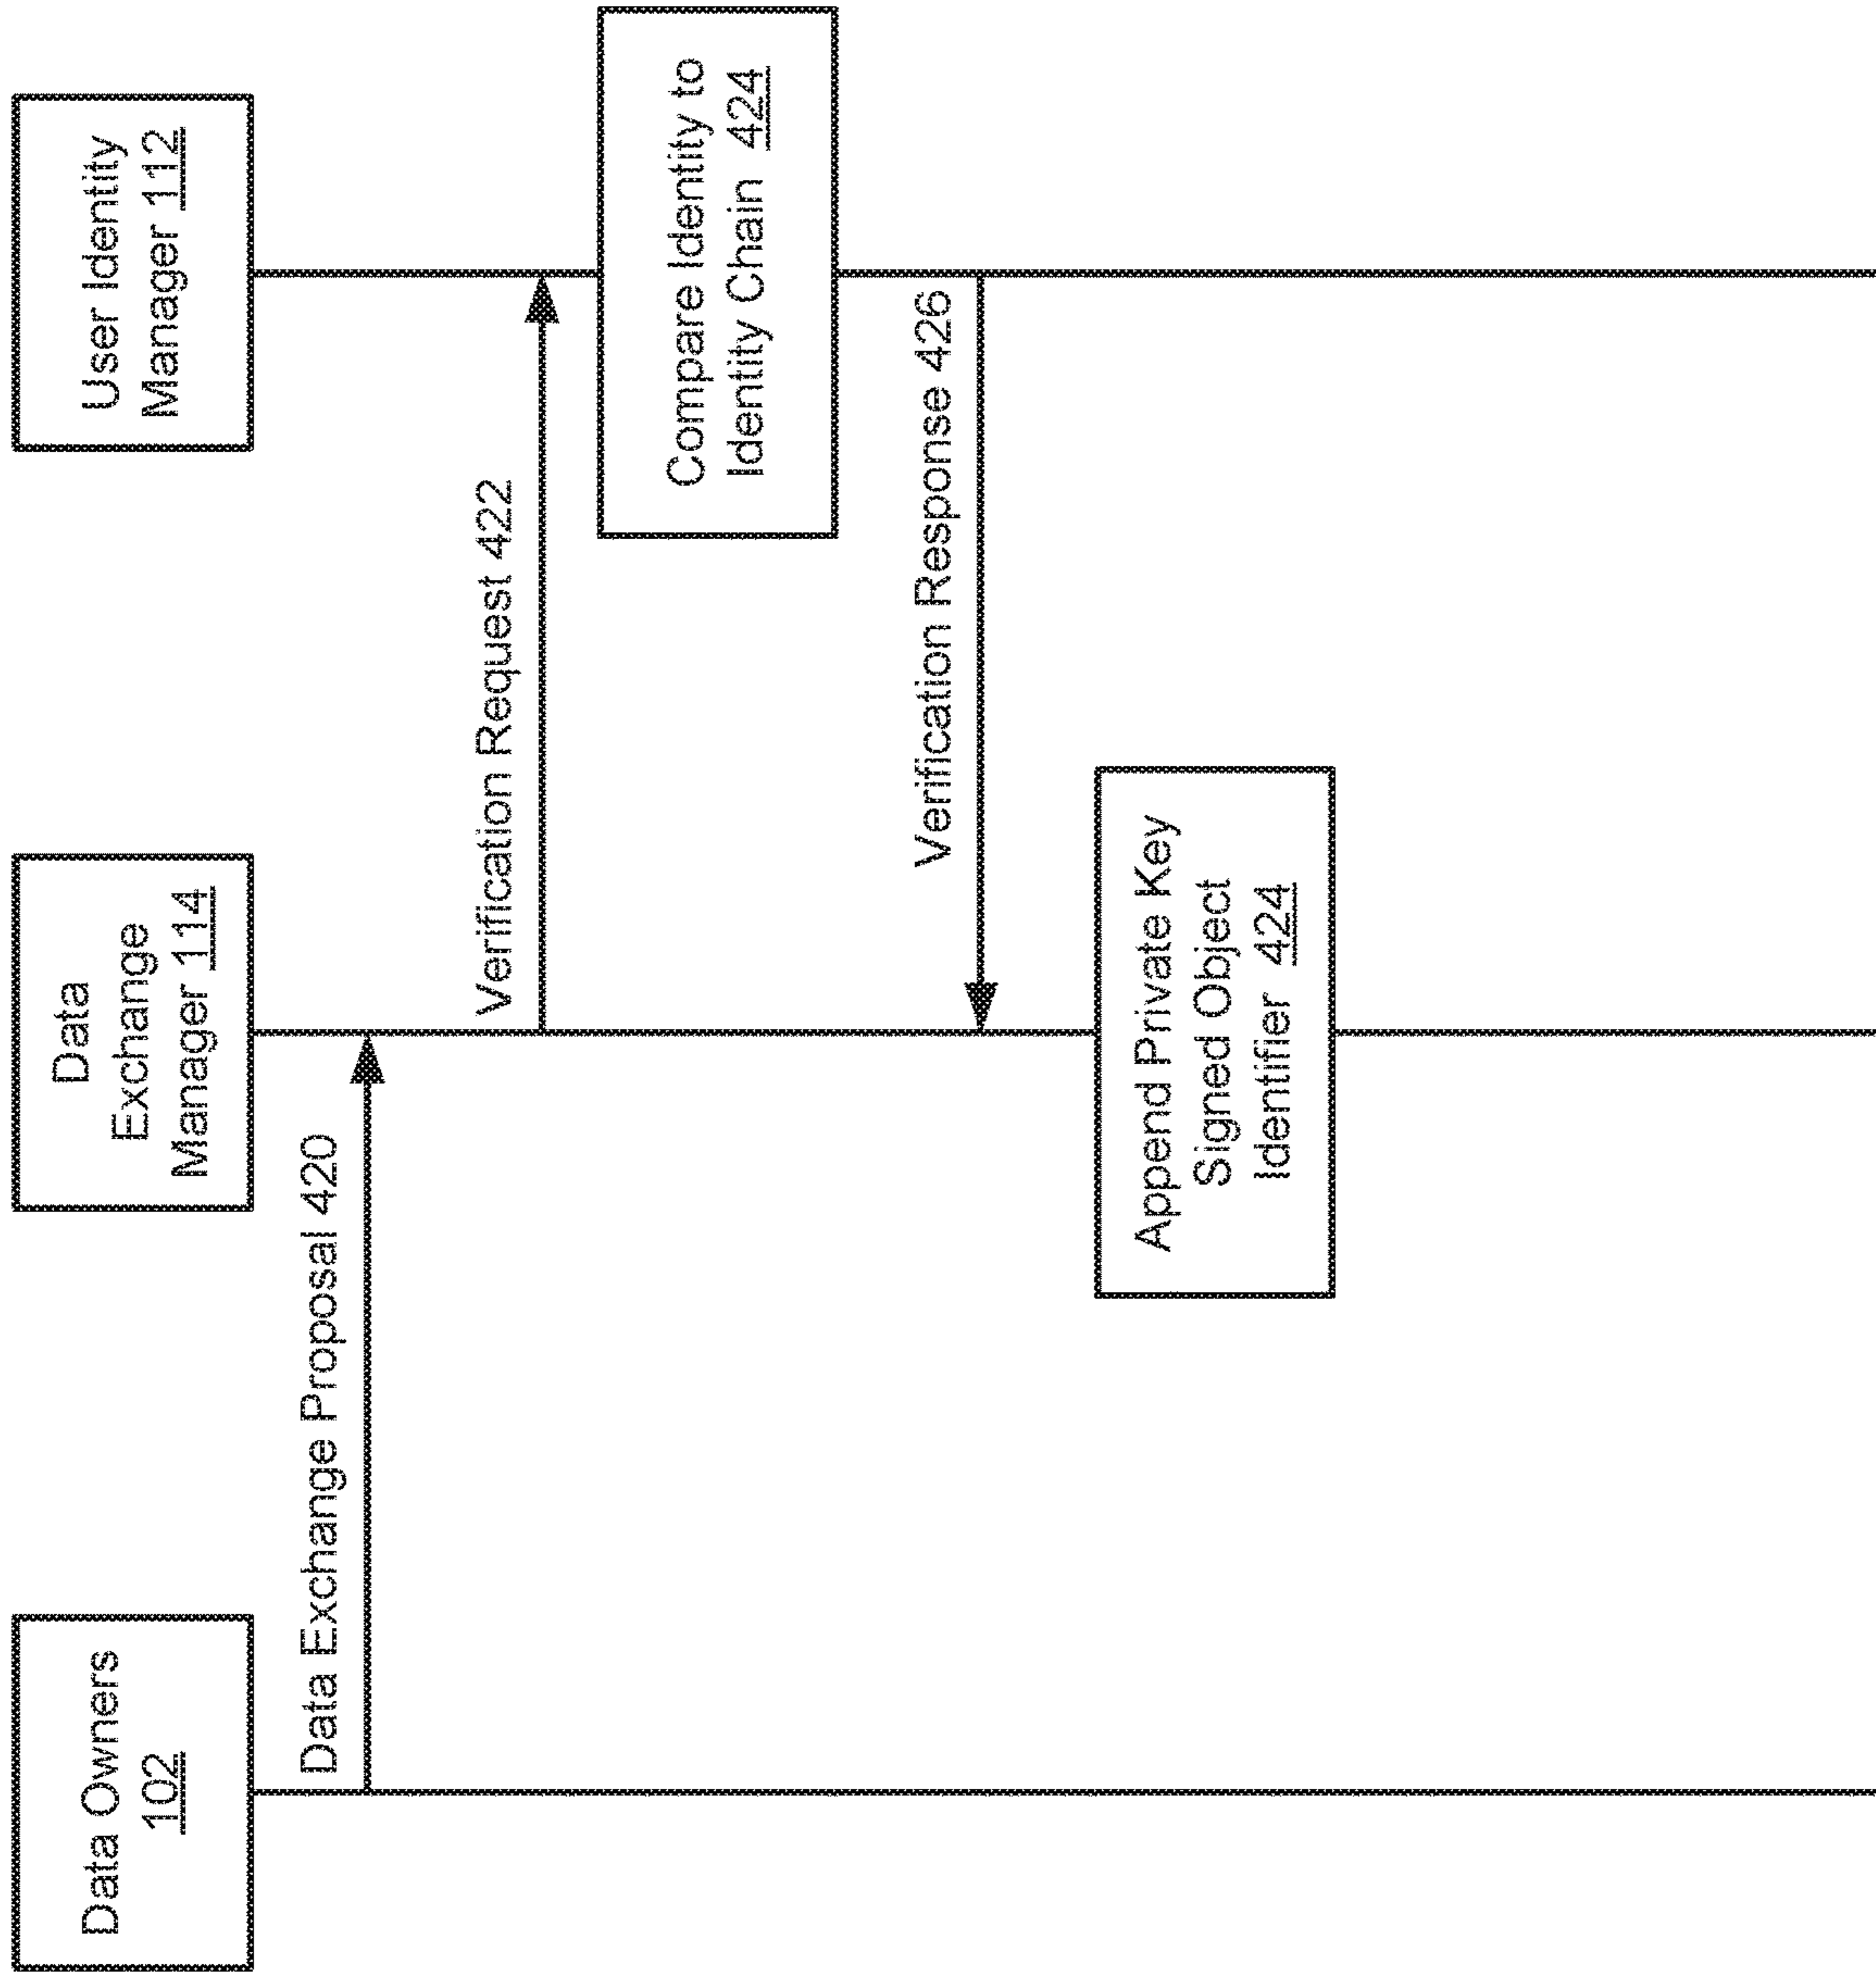 Data Owners
102
Data
Exchange
Manager 114
User Identity
Manager 112
Data Exchange Proposal 420
Verification Request 422
Compare Identity to
Identity Chain 424
Verification Response 426
Append Private Key
Signed Object
Identifier 424